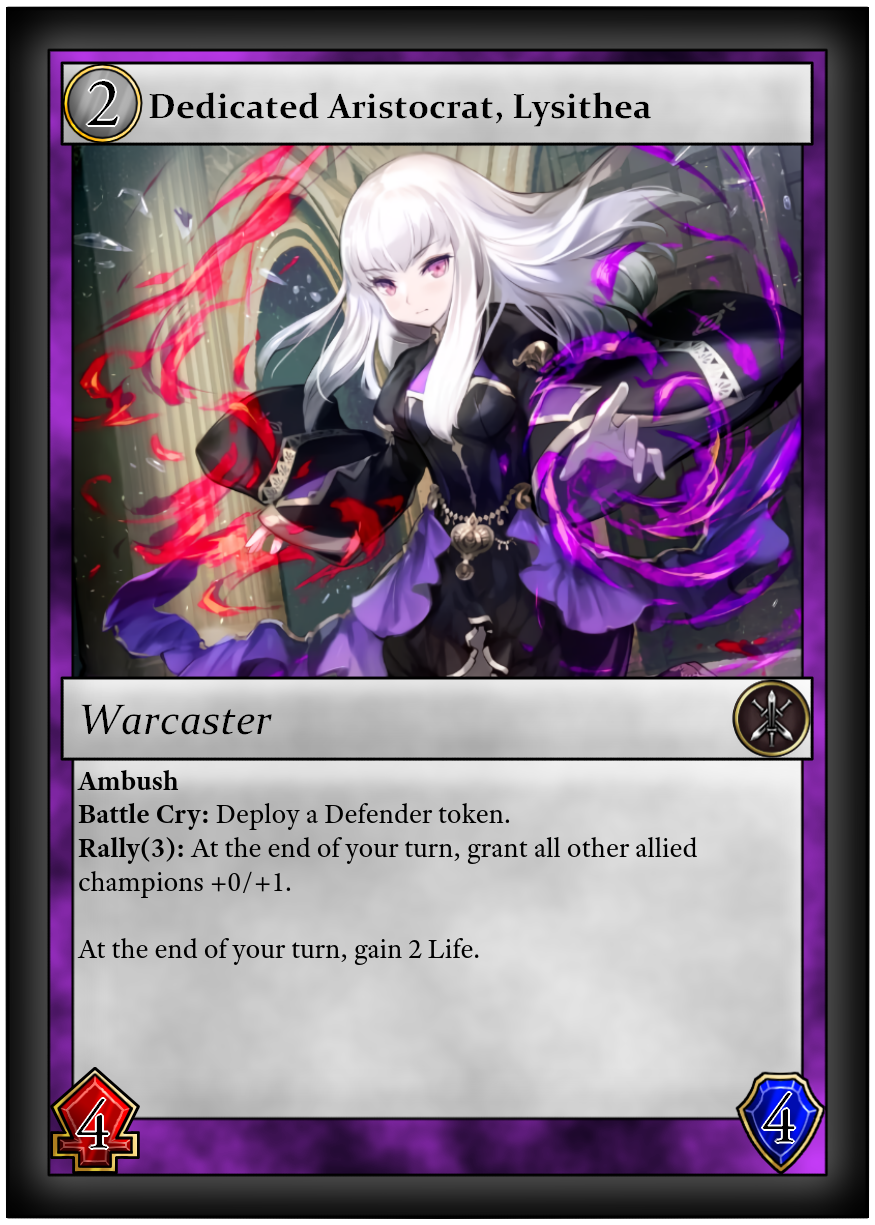 2
Dedicated Aristocrat, Lysithea
Warcaster
Ambush
Battle Cry: Deploy a Defender token.
Rally(3): At the end of your turn, grant all other allied
champions +0/+1.
At the end of your turn, gain 2 Life.
4
4